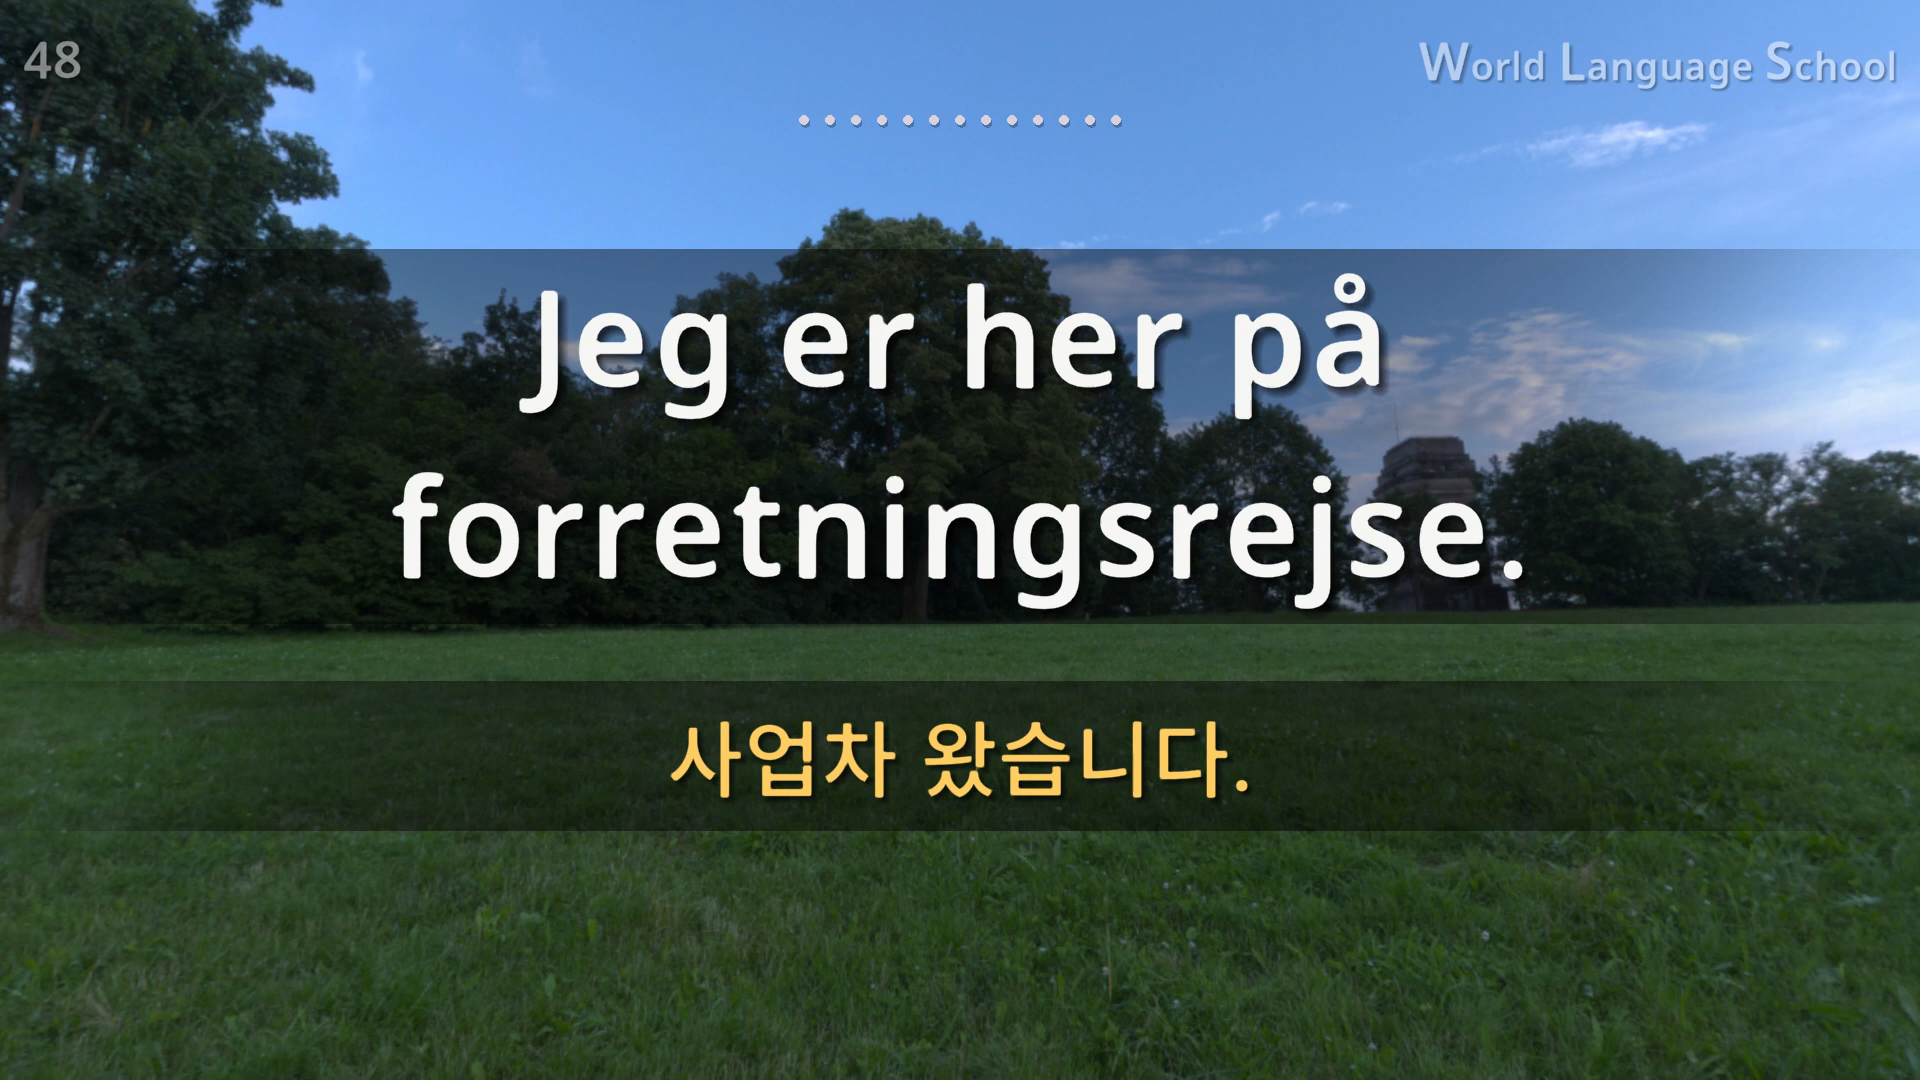 48
World Language School
Jeg er her på
forretningsrejse.
사업차 왔습니다.